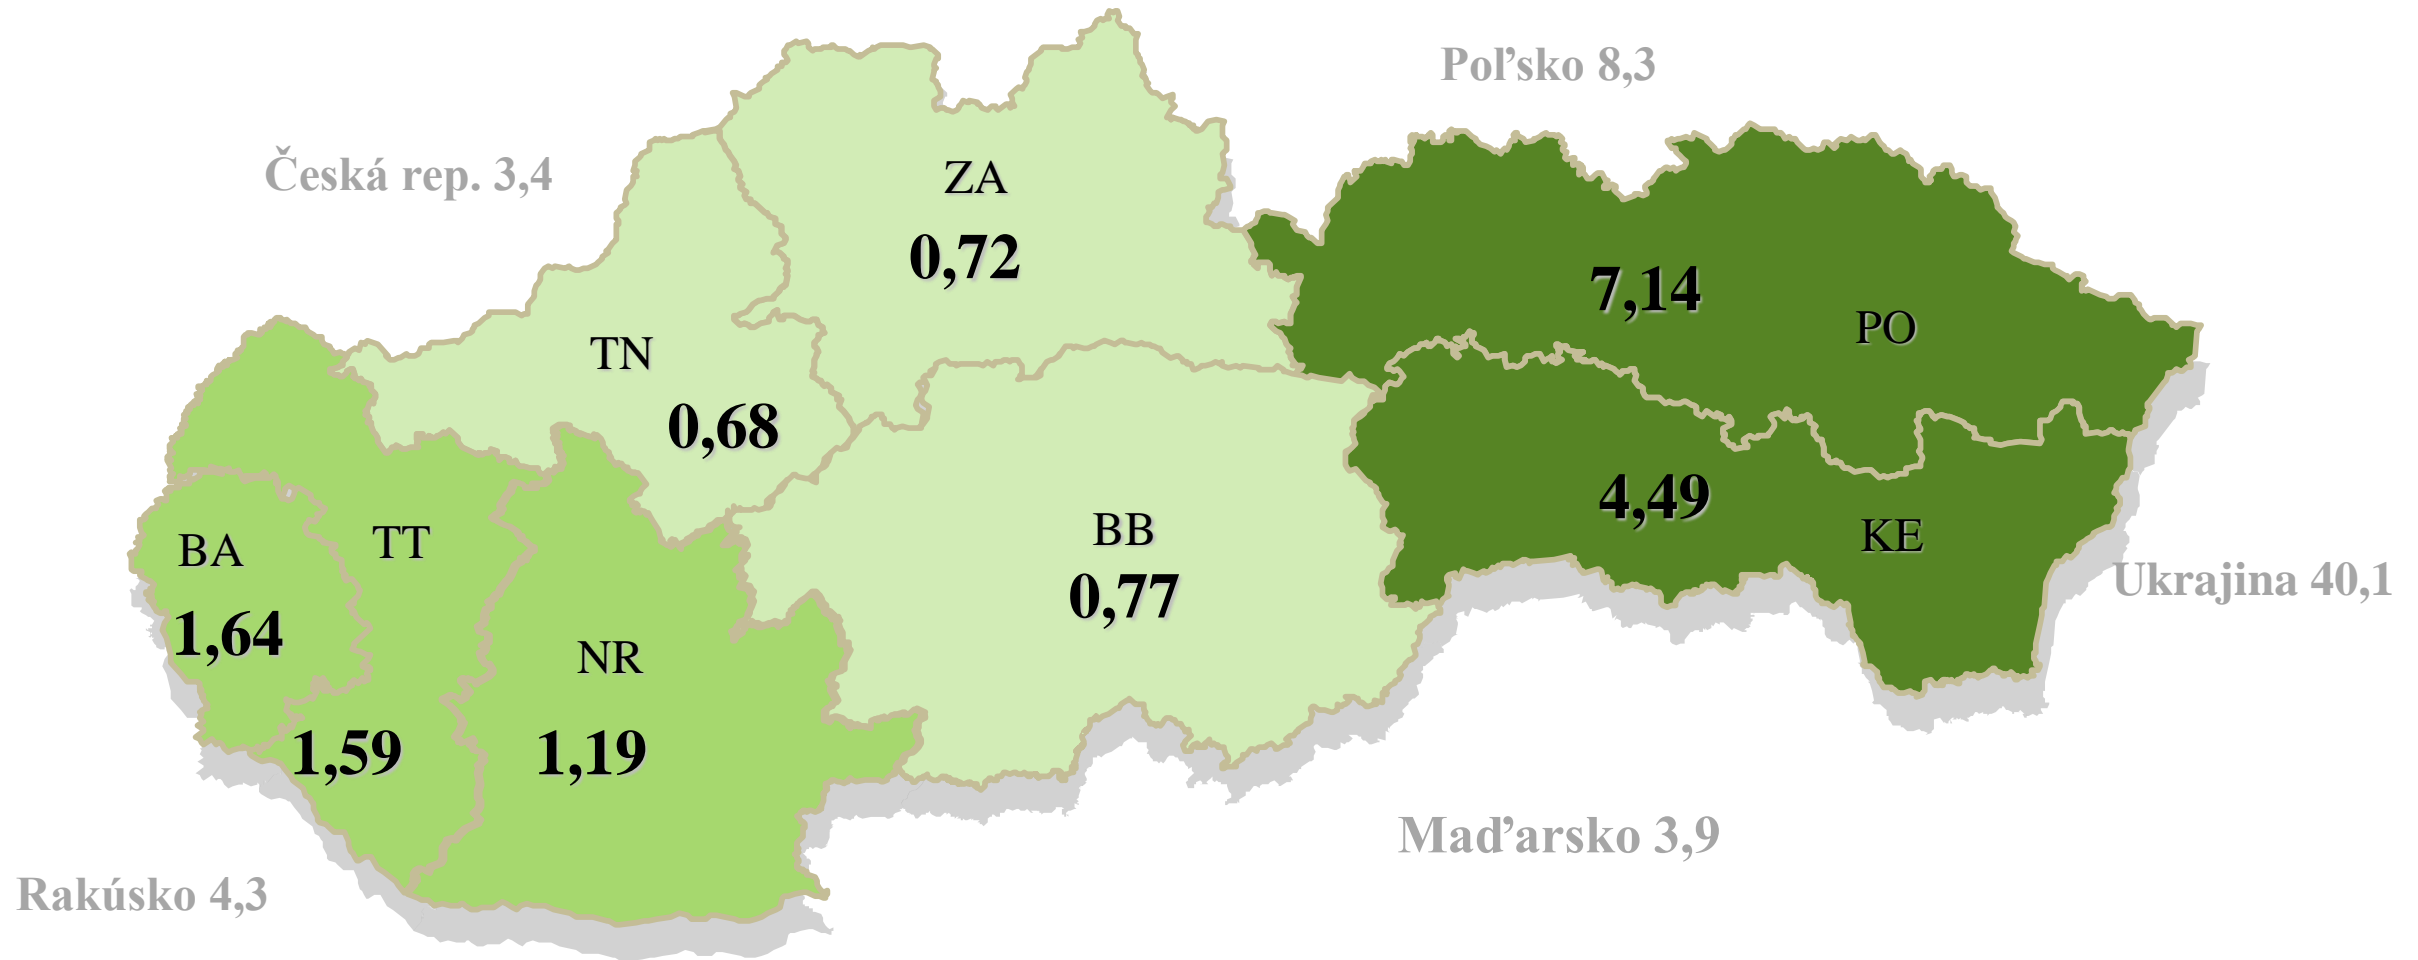 Poľsko 8,3
Česká rep. 3,4
ZA
0,72
7,14
PO
TN
0,68
4,49
KE
BB
0,77
BA
1,64
TT
1,59
NR
1,19
Ukrajina 40,1
Maďarsko 3,9
Rakúsko 4,3